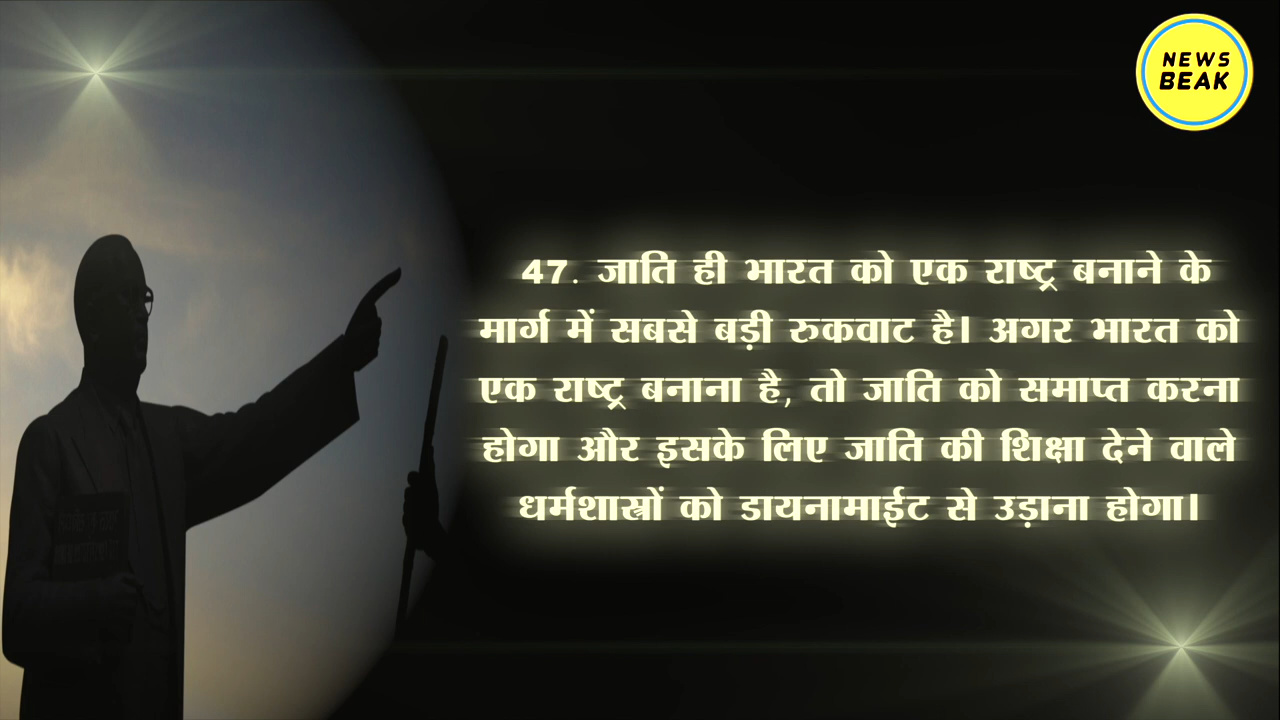 NEWS
BEAK
47. जाति ही भारत को एक राष्ट्र बनाने के
मार्ग में सबसे बड़ी रुकवाट है। अगर भारत को
एक राष्ट्र बनाना है, तो जाति को समाप्त करना
होगा और इसके लिए जाति की शिक्षा देने वाले
धर्मशास्त्रों को डायनामाईट से उड़ाना होगा।